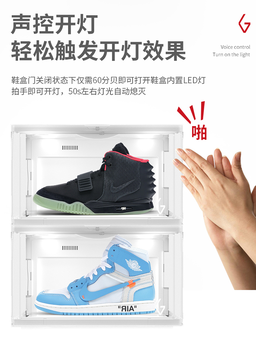 声控开灯
轻松触发开灯效果
Voice control
Turn on the light
鞋盒门关闭状态下仅需60分贝即可打开鞋盒内置LED灯
拍手即可开灯，50s左右灯光自动熄灭
啪
"AIR"